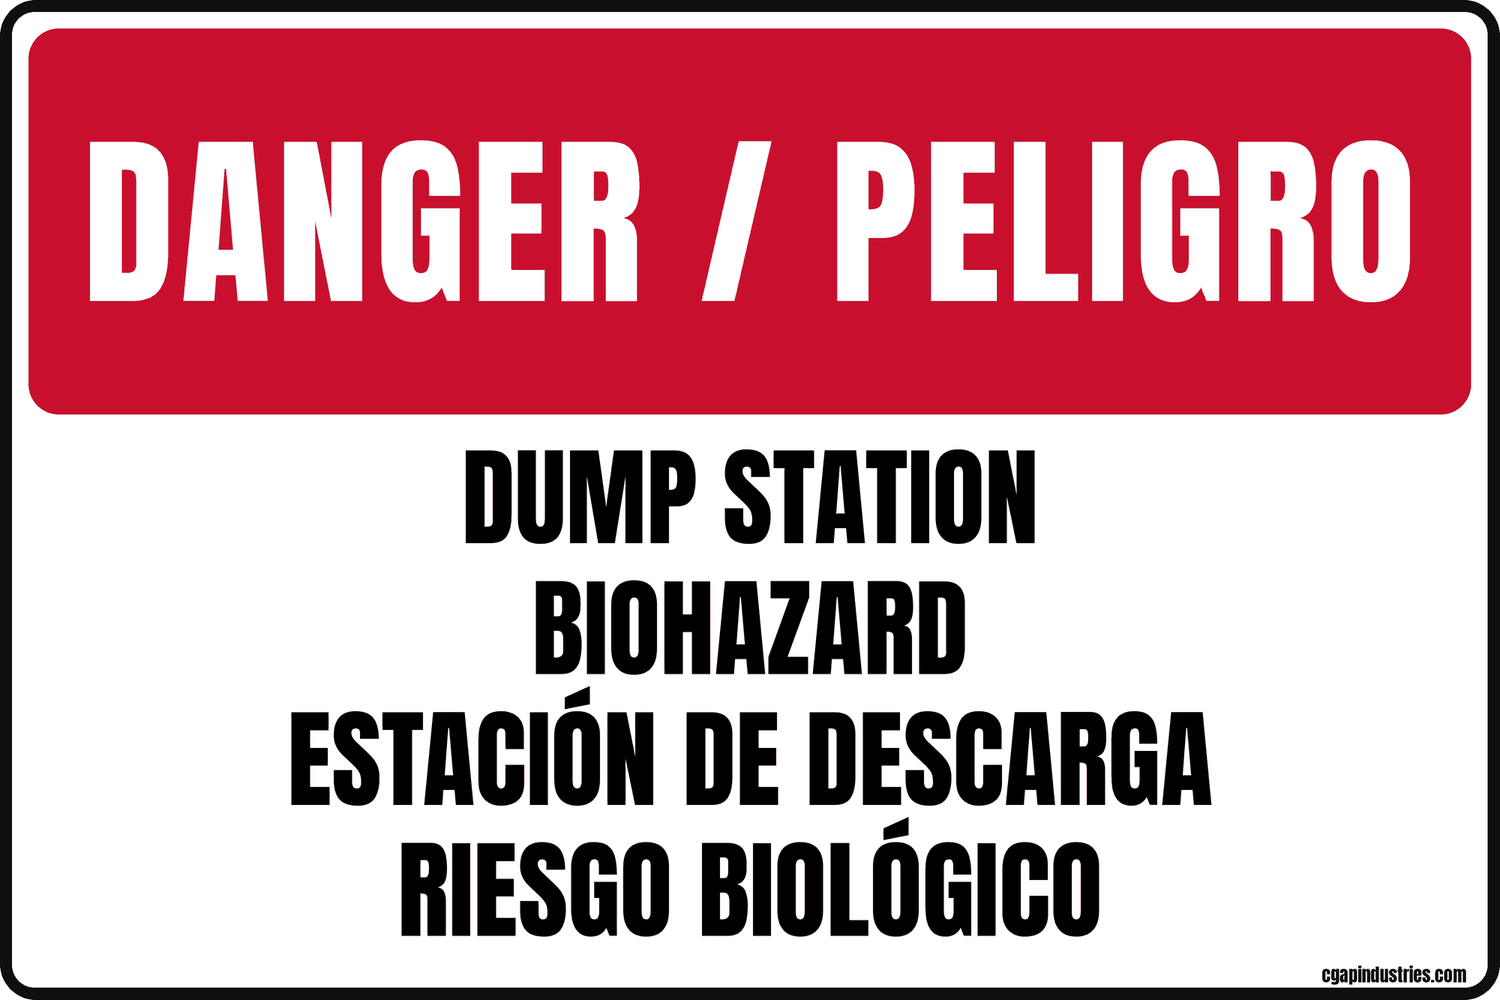 DANGER / PELIGRO
DUMP STATION
BIOHAZARD
ESTACIÓN DE DESCARGA
RIESGO BIOLÓGICO
cgapindustries.com